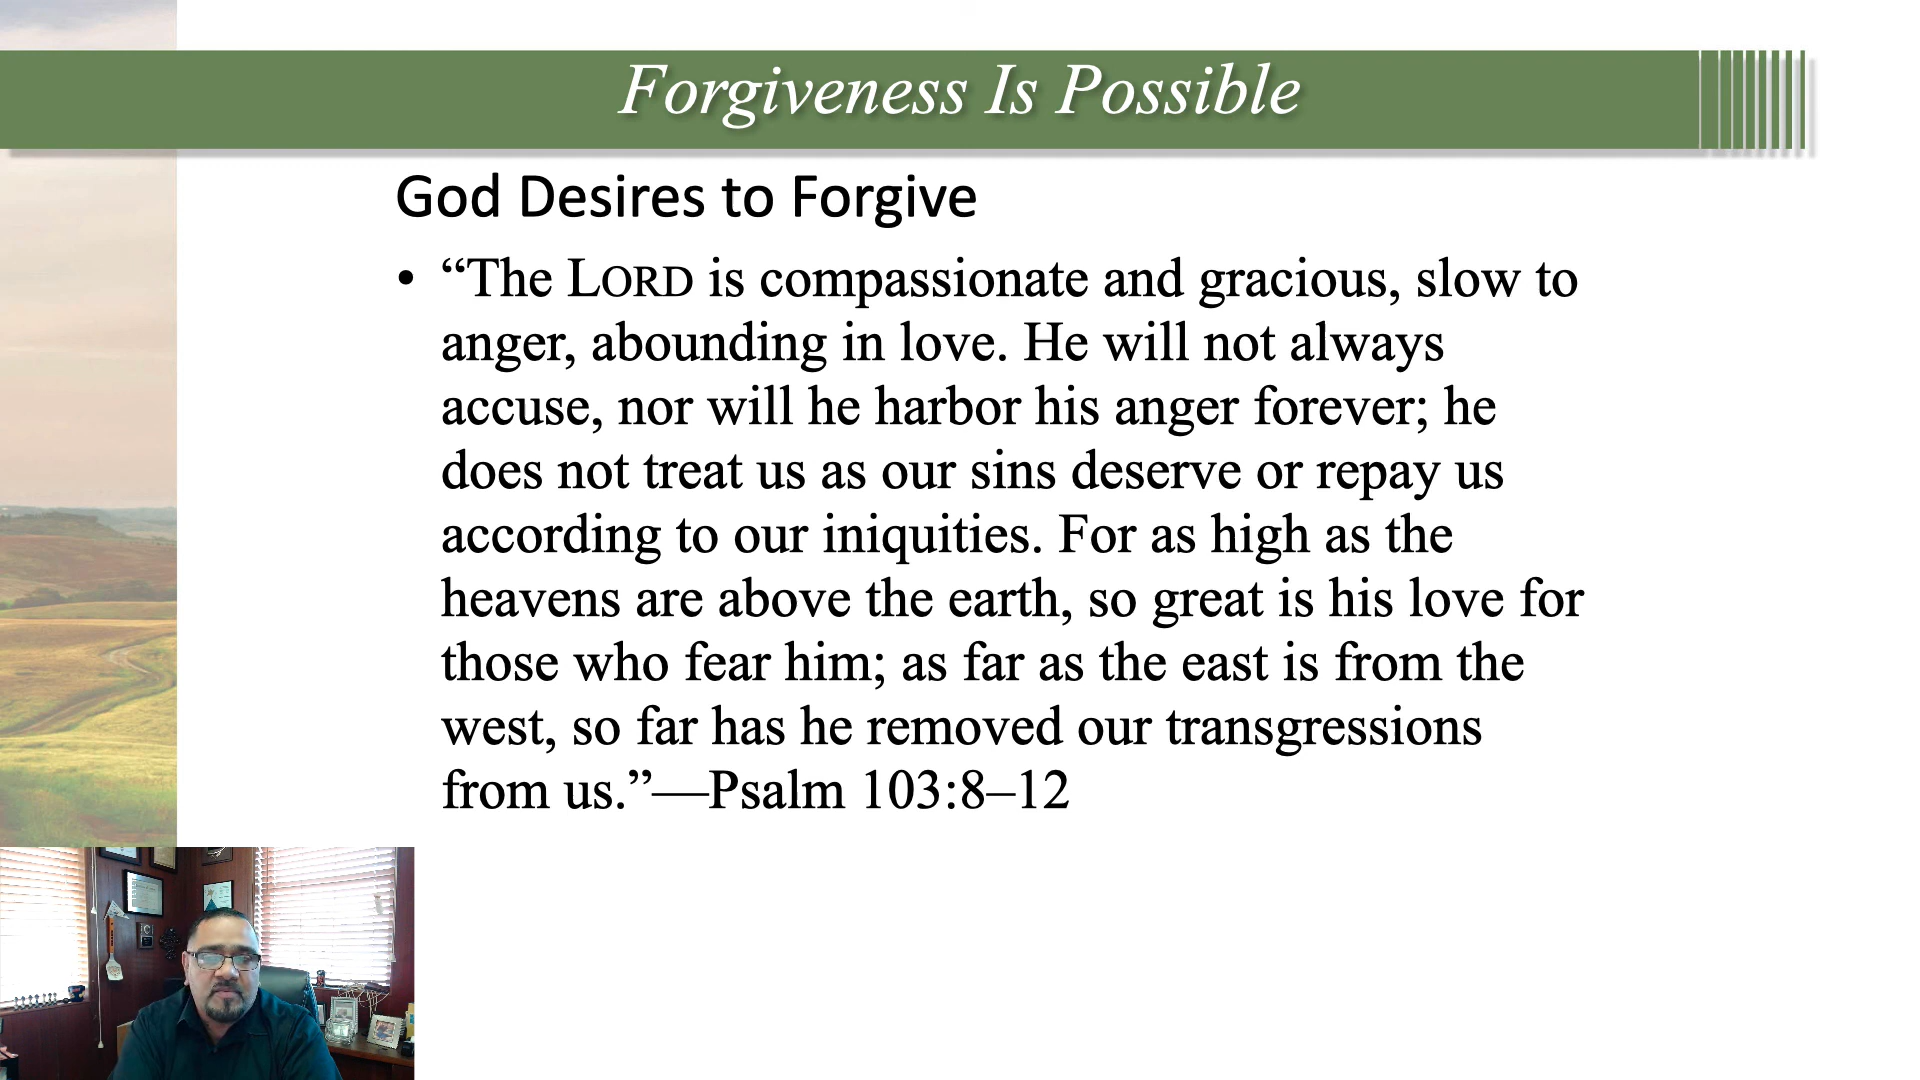 Forgiveness Is Possible
God Desires to Forgive
• “The LORD is compassionate and gracious, slow to
anger, abounding in love. He will not always
accuse, nor will he harbor his anger forever; he
does not treat us as our sins deserve or repay us
according to our iniquities. For as high as the
heavens are above the earth, so great is his love for
those who fear him; as far as the east is from the
west, so far has he removed our transgressions
from us.”—Psalm 103:8–12